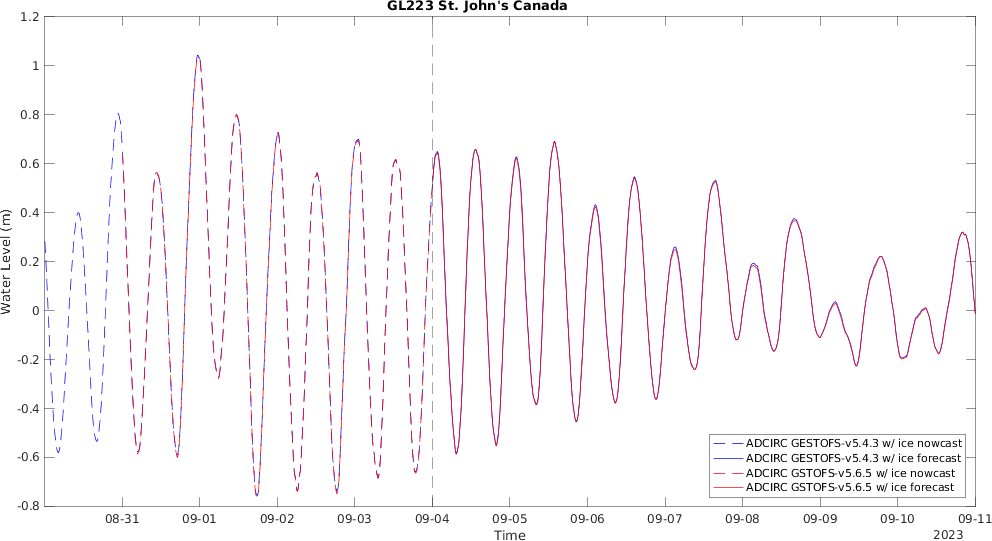 GL223 St. John's Canada
1.2
1
0.8
0.6
0.4
0.2
0
-0.2
-0.4
-0.6
-0.8
Water Level (m)
ADCIRC GESTOFS-v5.4.3 w/ ice nowcast
ADCIRC GESTOFS-v5.4.3 w/ ice forecast
ADCIRC GSTOFS-v5.6.5 w/ ice nowcast
ADCIRC GSTOFS-v5.6.5 w/ ice forecast
08-31 09-01 09-02 09-03 09-04 09-05 09-06 09-07 09-08 09-09 09-10 09-11
Time
2023